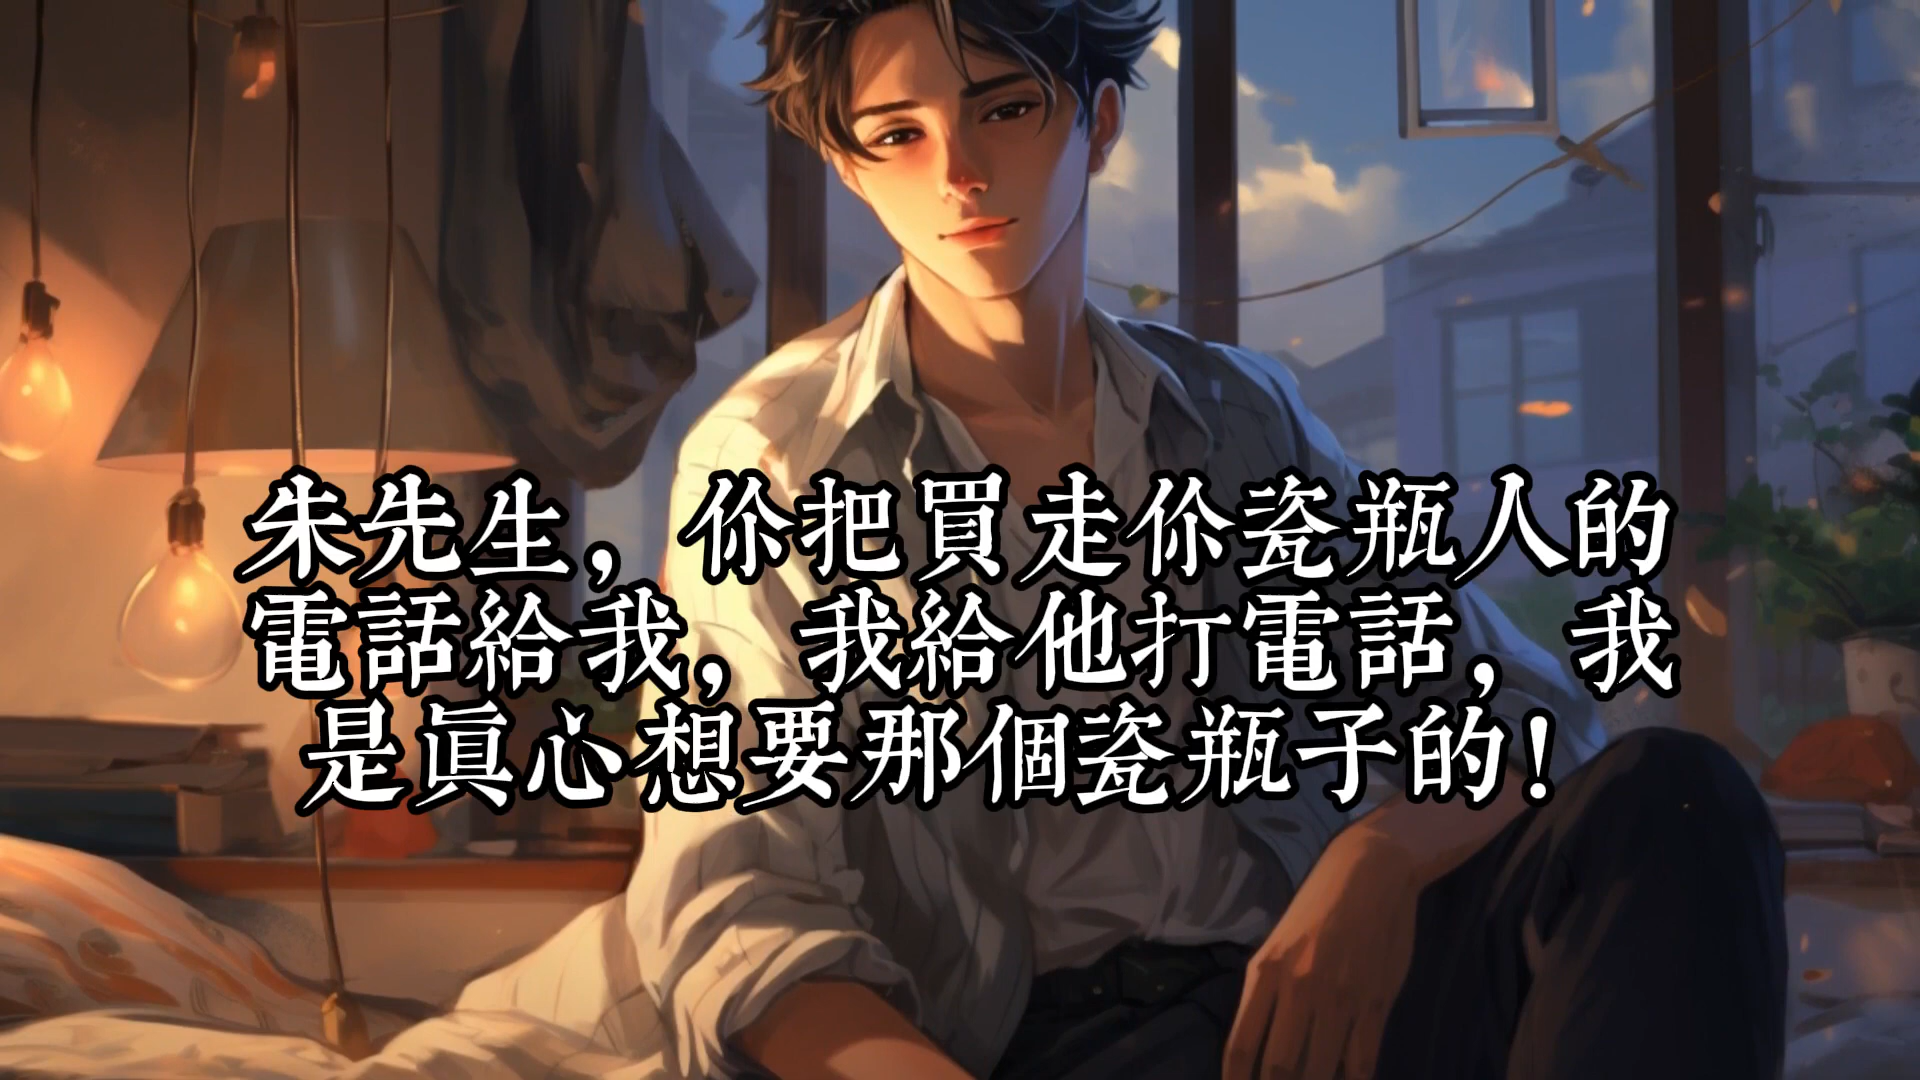 朱先生，你把買走你瓷瓶人的
電話給我，我給他打電話，我
是眞心想要那個瓷瓶子的！